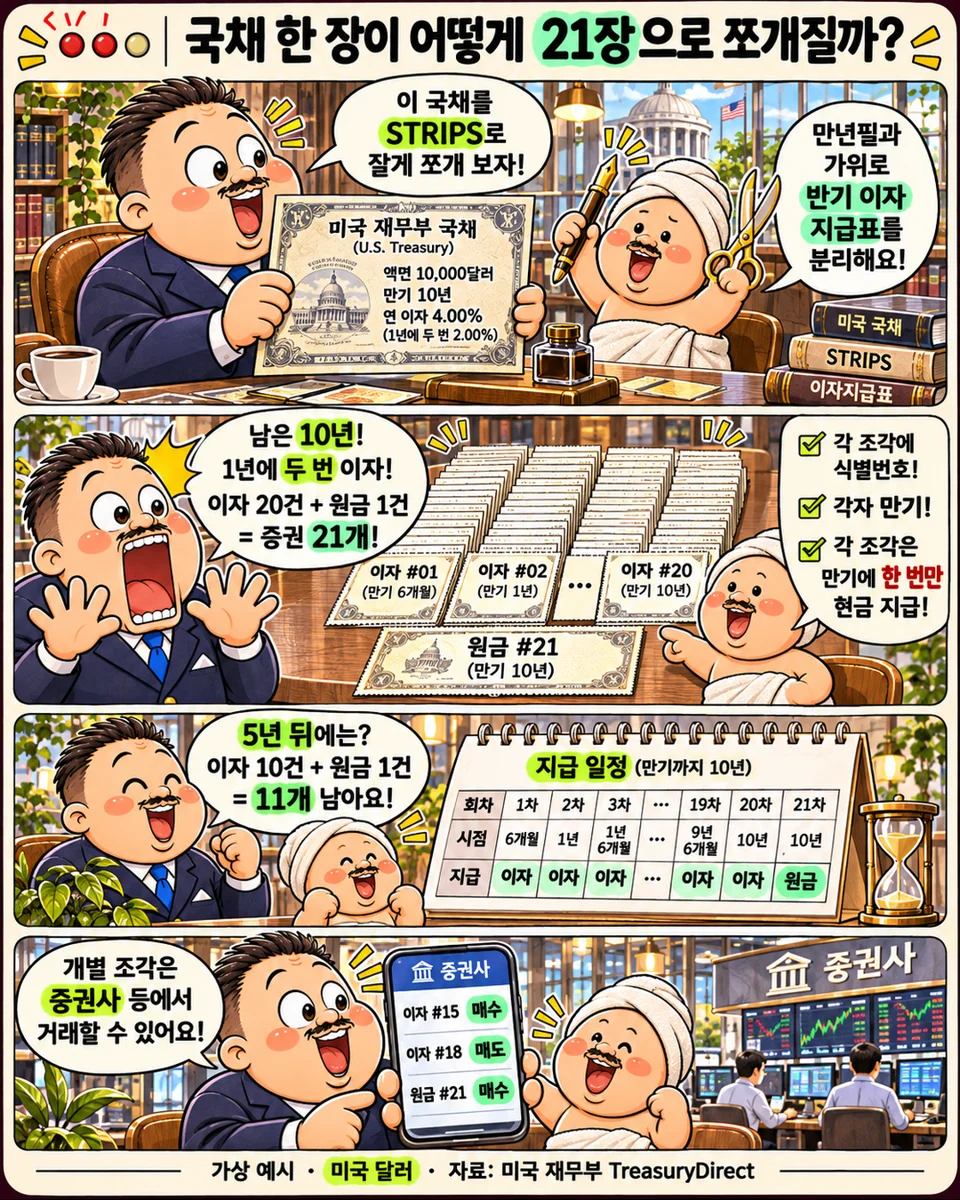 국채 한 장이 어떻게 21장으로 쪼개질까?
이 국채를
STRIPS로
잘게 쪼개 보자!
만년필과
가위로
반기 이자
지급표를
분리해요!
미국 재무부 국채
(U.S. Treasury)
액면 10,000달러
만기 10년
연 이자 4.00%
(1년에 두 번 2.00%)
미국 국채
STRIPS
이자지급표
남은 10년!
1년에 두 번 이자!
이자 20건 + 원금 1건
= 증권 21개!
각 조각에
식별번호!
각자 만기!
각 조각은
만기에 한 번만
현금 지급!
이자 #01
(만기 6개월)
이자 #02
(만기 1년)
...
이자 #20
(만기 10년)
원금 #21
(만기 10년)
5년 뒤에는?
이자 10건 + 원금 1건
= 11개 남아요!
지급 일정 (만기까지 10년)
회차 1차 2차 3차 ... 19차 20차 21차
시점 6개월 1년 1년 6개월 ... 9년 6개월 10년 10년
지급 이자 이자 이자 ... 이자 이자 원금
개별 조각은
증권사 등에서
거래할 수 있어요!
증권사
이자 #15 매수
이자 #18 매도
원금 #21 매수
증권사
가상 예시 · 미국 달러 · 자료: 미국 재무부 TreasuryDirect